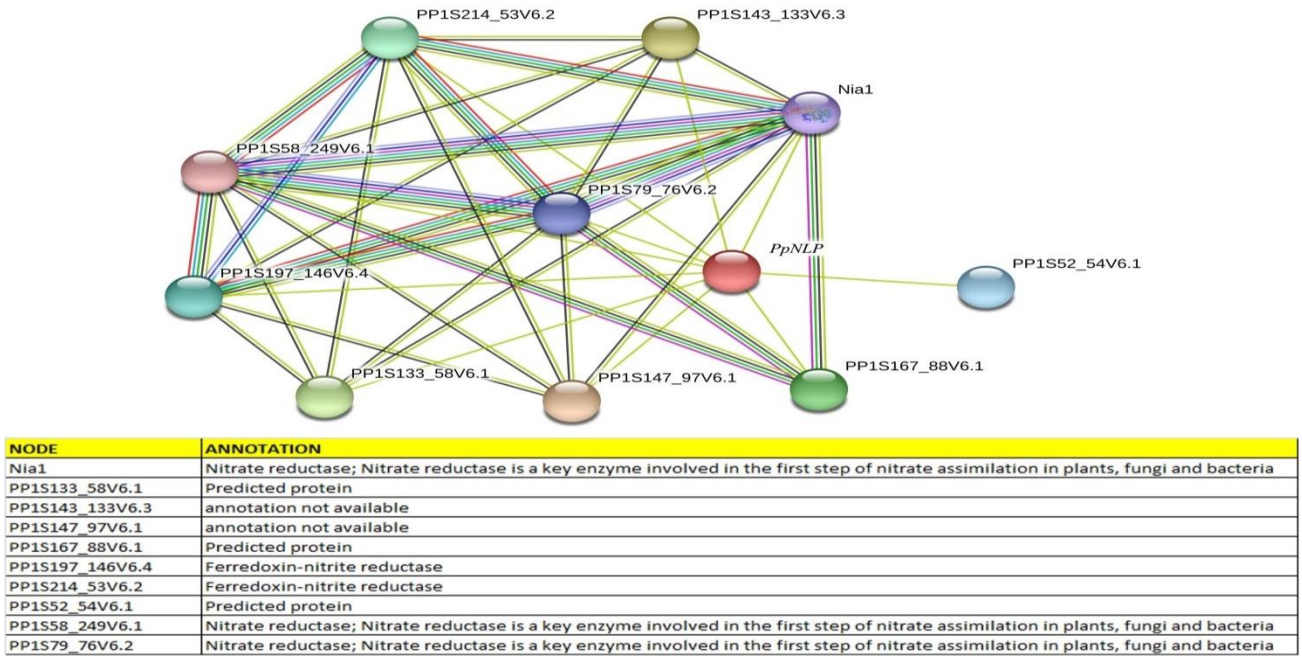 PP1S214_53V6.2
PP1S143_133V6.3
Nia1
PP1S58_249V6.1
PP1S79_76V6.2
PpNLP
PP1S52_54V6.1
PP1S197_146V6.4
PP1S133_58V6.1
PP1S147_97V6.1
PP1S167_88V6.1
NODE ANNOTATION
Nia1 Nitrate reductase; Nitrate reductase is a key enzyme involved in the first step of nitrate assimilation in plants, fungi and bacteria
PP1S133_58V6.1 Predicted protein
PP1S143_133V6.3 annotation not available
PP1S147_97V6.1 annotation not available
PP1S167_88V6.1 Predicted protein
PP1S197_146V6.4 Ferredoxin-nitrite reductase
PP1S214_53V6.2 Ferredoxin-nitrite reductase
PP1S52_54V6.1 Predicted protein
PP1S58_249V6.1 Nitrate reductase; Nitrate reductase is a key enzyme involved in the first step of nitrate assimilation in plants, fungi and bacteria
PP1S79_76V6.2 Nitrate reductase; Nitrate reductase is a key enzyme involved in the first step of nitrate assimilation in plants, fungi and bacteria